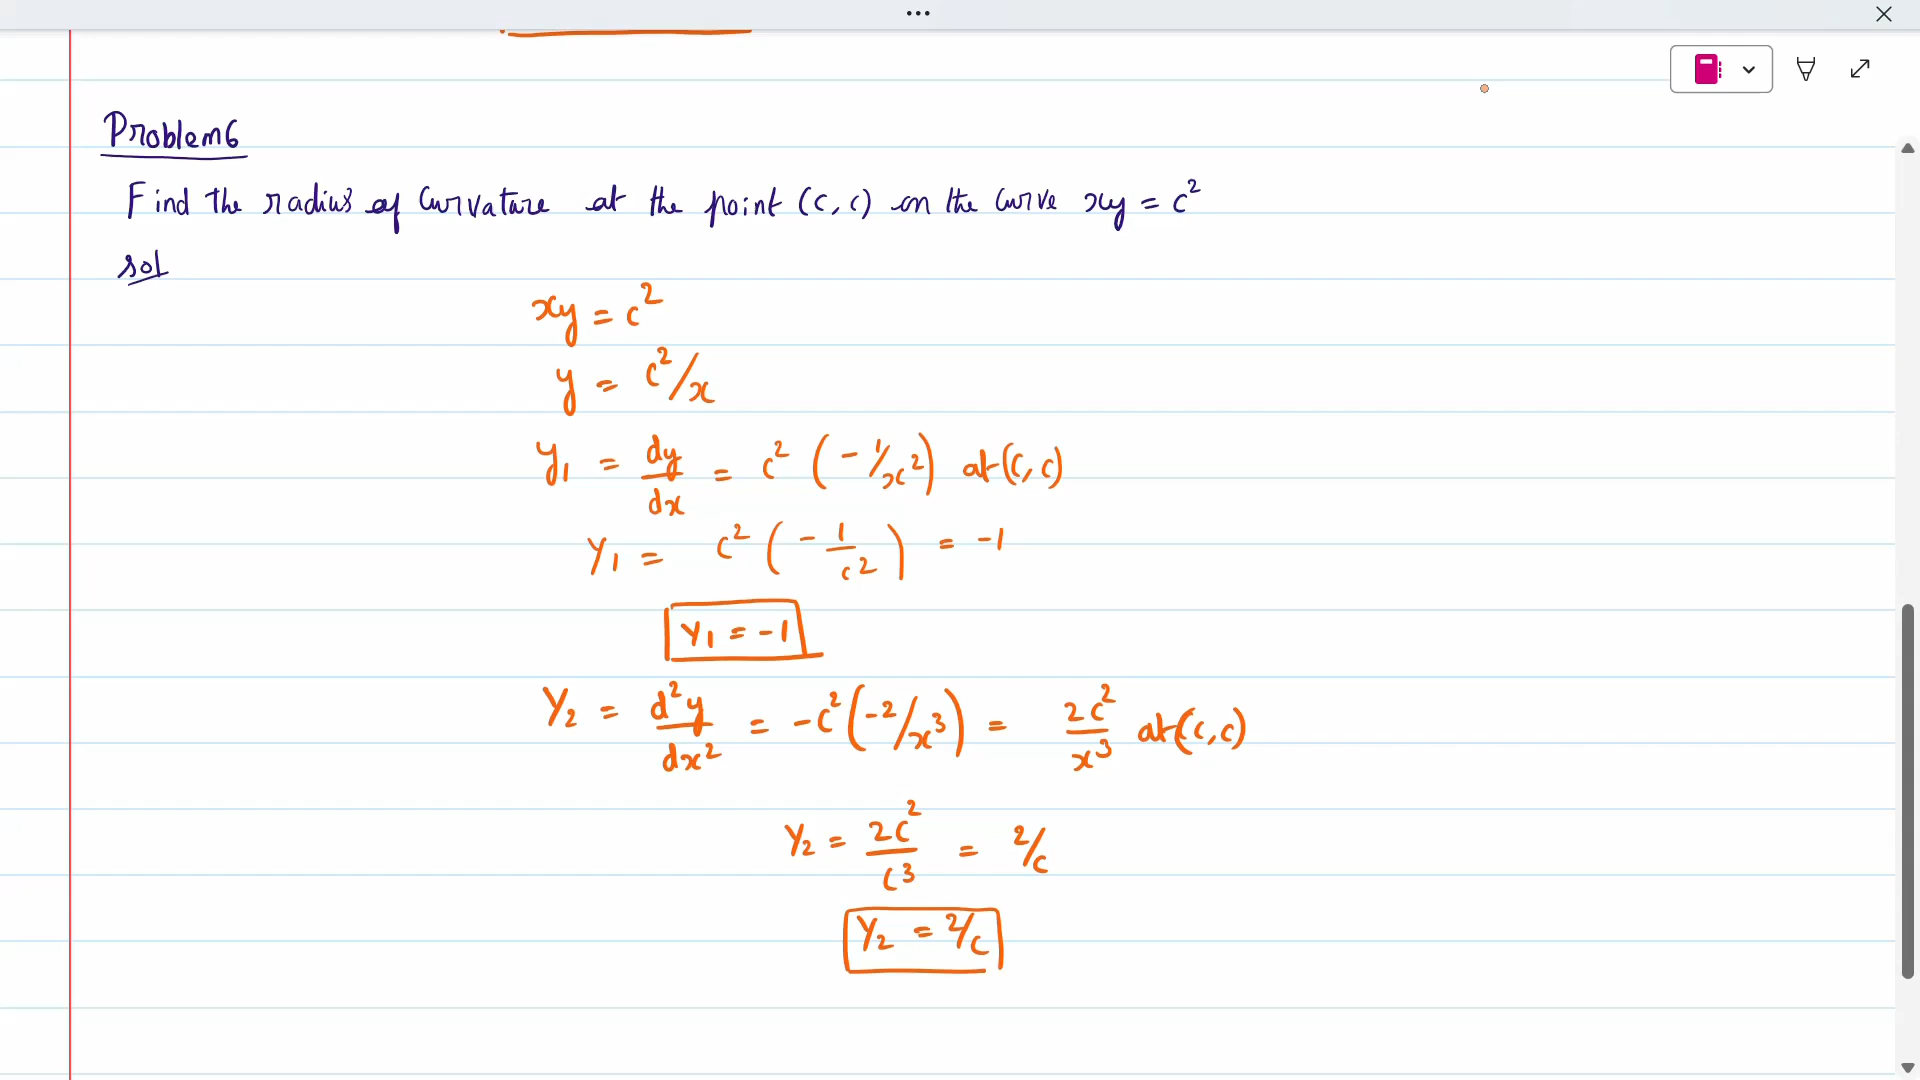 Problem 6
Find the radius of Curvature at the point (c, c) on the curve xy = c²
sol
xy = c²
y = c²/x
y₁ = dy/dx = c² (-1/x²) at (c, c)
y₁ = c² (-1/c²) = -1
y₁ = -1
y₂ = d²y/dx² = -c² (-2/x³) = 2c²/x³ at (c, c)
y₂ = 2c²/c³ = 2/c
y₂ = 2/c